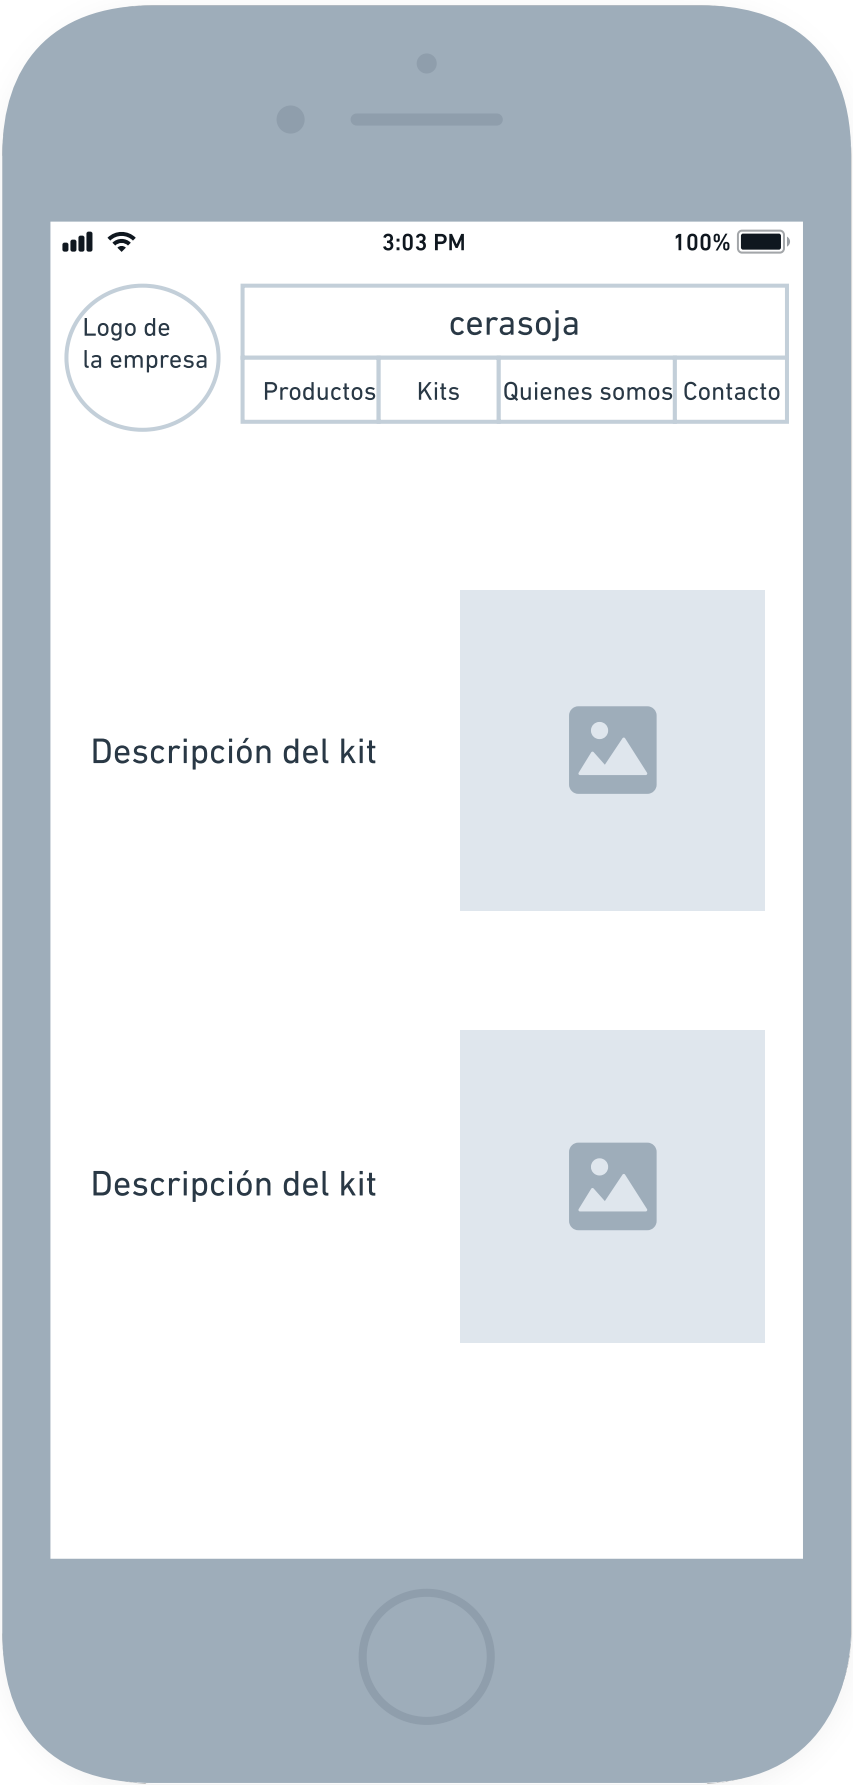 3:03 PM 100%
Logo de
la empresa
cerasoja
Productos Kits Quienes somos Contacto
Descripción del kit
Descripción del kit